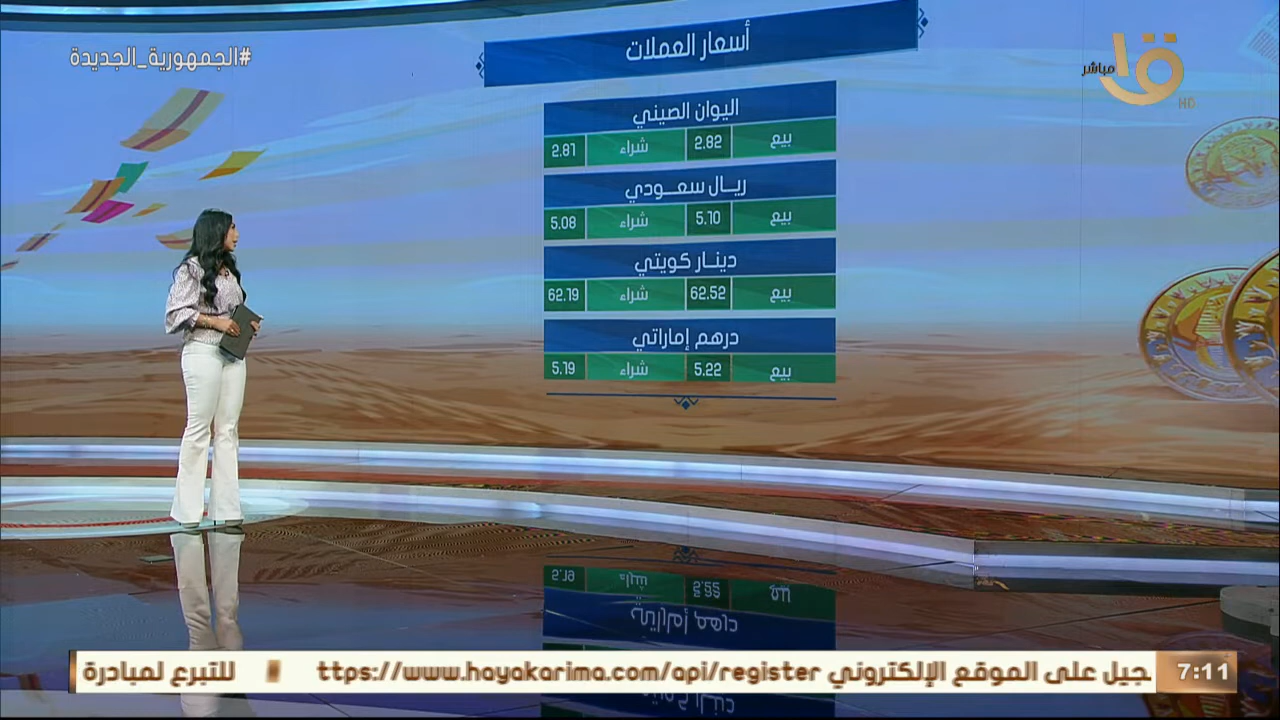 #الجمهورية_الجديدة
أسعار العملات
مباشر
HD
اليوان الصيني
بيع 2.82 شراء 2.81
ريال سعودي
بيع 5.10 شراء 5.08
دينار كويتي
بيع 62.52 شراء 62.19
درهم إماراتي
بيع 5.22 شراء 5.19
جيل على الموقع الإلكتروني ttps://www.hayakarima.com/api/register للتبرع لمبادرة
7:11